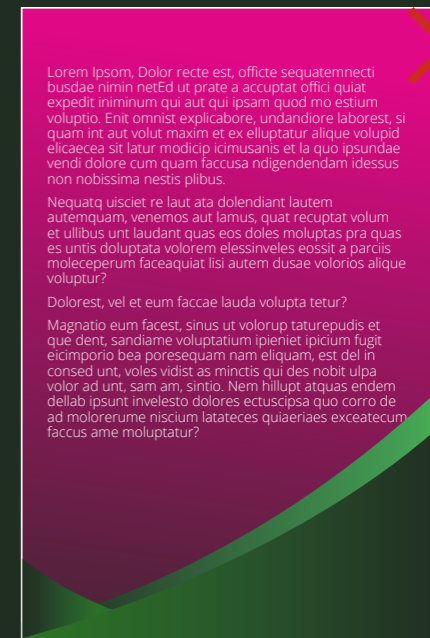 Lorem Ipsom, Dolor recte est, officte sequatemnecti
busdae nimin netEd ut prate a accuptat offici quiat
expedit iniminum qui aut qui ipsam quod mo estium
voluptio. Enit omnist explicabore, undandiore laborest, si
quam int aut volut maxim et ex elluptatur alique volupid
elicaecea sit latur modicip icimusanis et la quo ipsundae
vendi dolore cum quam faccusa ndigendendam idessus
non nobissima nestis plibus.
Nequatq uisciet re laut ata dolendiant lautem
autemquam, venemos aut lamus, quat recuptat volum
et ullibus unt laudant quas eos doles moluptas pra quas
es untis doluptata volorem elessinveles eossit a parciis
moleceperum faceaquiat lisi autem dusae volorios alique
voluptur?
Dolorest, vel et eum faccae lauda volupta tetur?
Magnatio eum facest, sinus ut volorup taturepudis et
que dent, sandiame voluptatium ipieniet ipicium fugit
eicimporio bea poresequam nam eliquam, est del in
consed unt, voles vidist as minctis qui des nobit ulpa
volor ad unt, sam am, sintio. Nem hillupt atquas endem
dellab ipsunt invelesto dolores ectuscipsa quo corro de
ad molorerume niscium latateces quiaeriaes exceatecum
faccus ame moluptatur?